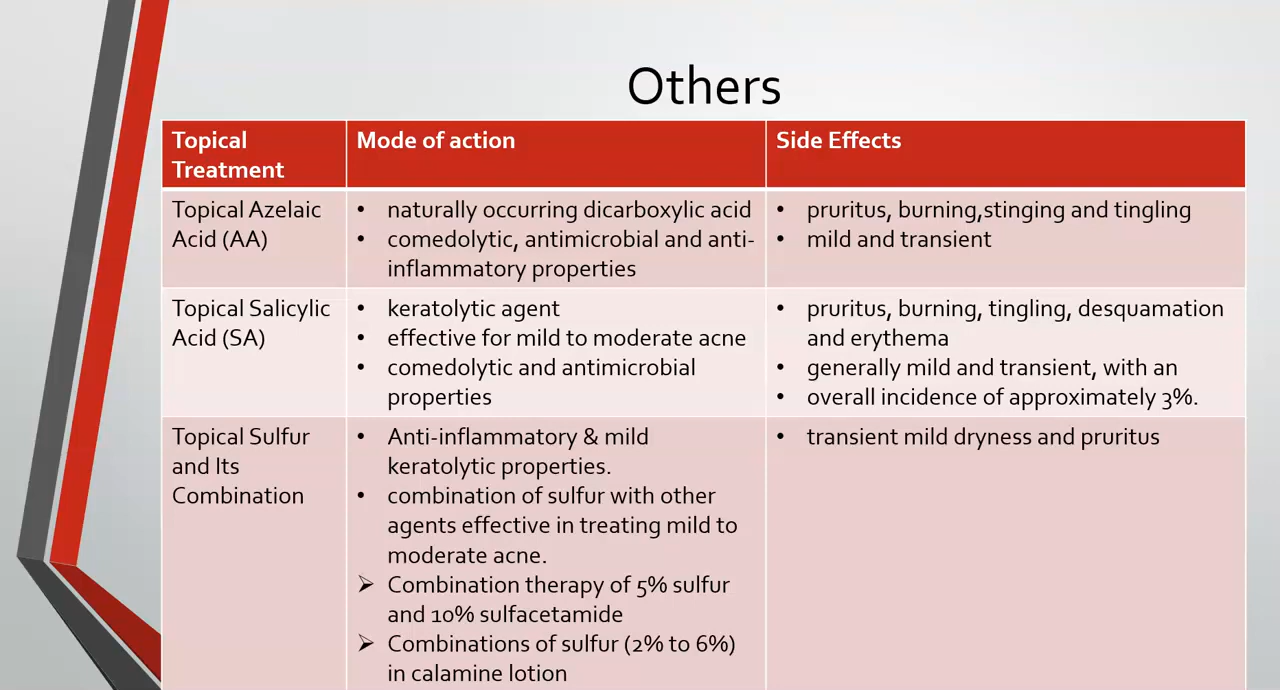 Others
Topical
Treatment
Mode of action
Side Effects
Topical Azelaic
Acid (AA)
• naturally occurring dicarboxylic acid
• comedolytic, antimicrobial and anti-
inflammatory properties
• pruritus, burning,stinging and tingling
• mild and transient
Topical Salicylic
Acid (SA)
• keratolytic agent
• effective for mild to moderate acne
• comedolytic and antimicrobial
properties
• pruritus, burning, tingling, desquamation
and erythema
• generally mild and transient, with an
• overall incidence of approximately 3%.
Topical Sulfur
and Its
Combination
• Anti-inflammatory & mild
keratolytic properties.
• combination of sulfur with other
agents effective in treating mild to
moderate acne.
➢ Combination therapy of 5% sulfur
and 10% sulfacetamide
➢ Combinations of sulfur (2% to 6%)
in calamine lotion
• transient mild dryness and pruritus